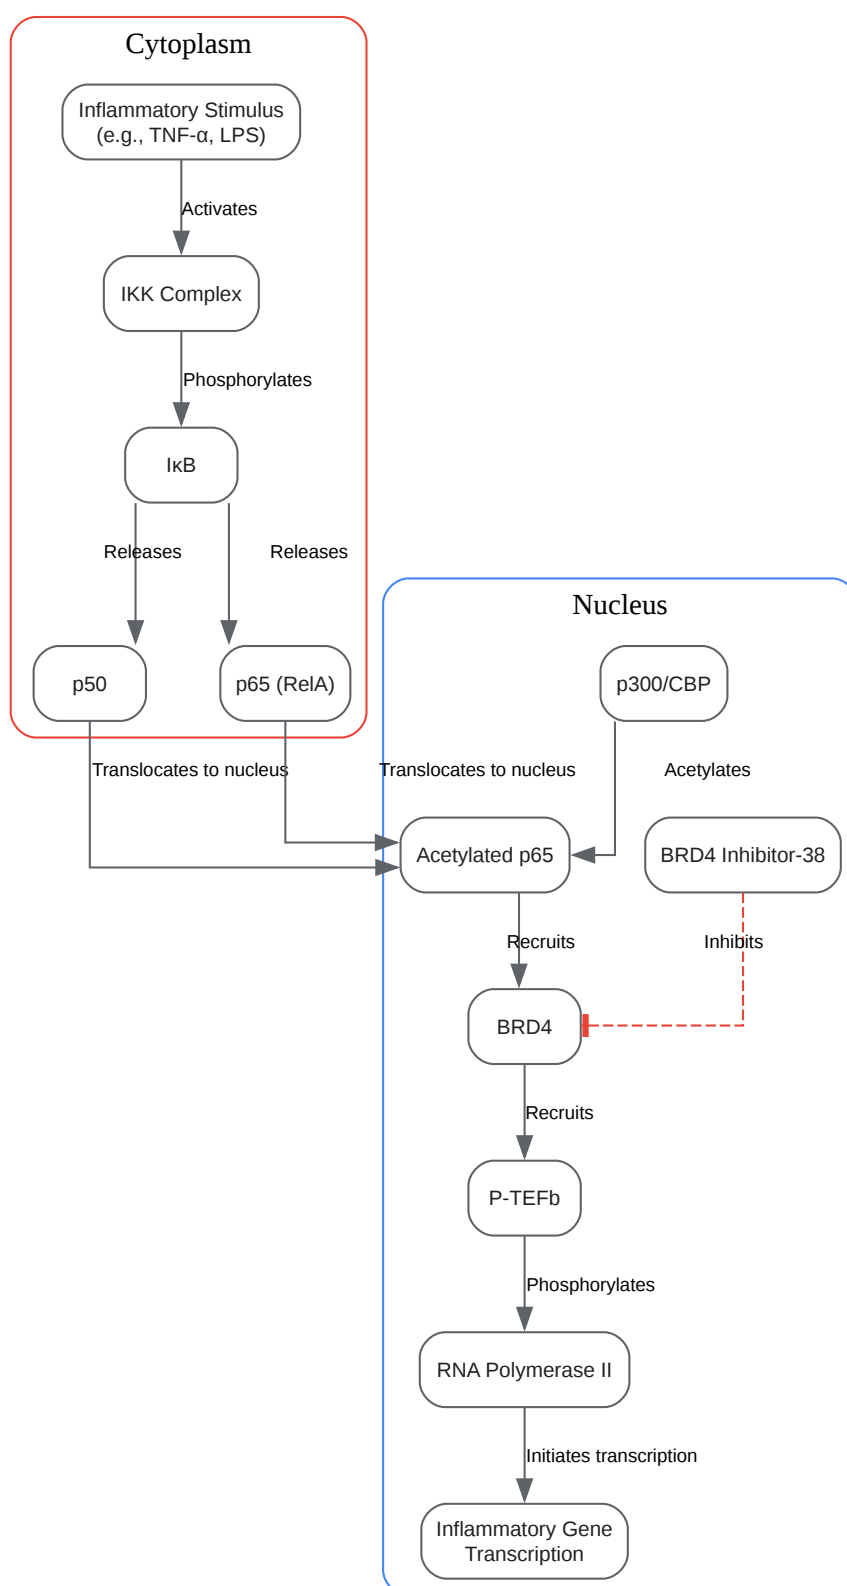 Cytoplasm
Inflammatory Stimulus
(e.g., TNF-α, LPS)
Activates
IKK Complex
Phosphorylates
IκB
Releases
Releases
Nucleus
p50
p65 (RelA)
p300/CBP
Translocates to nucleus
Translocates to nucleus
Acetylates
Acetylated p65
BRD4 Inhibitor-38
Recruits
Inhibits
BRD4
Recruits
P-TEFb
Phosphorylates
RNA Polymerase II
Initiates transcription
Inflammatory Gene
Transcription